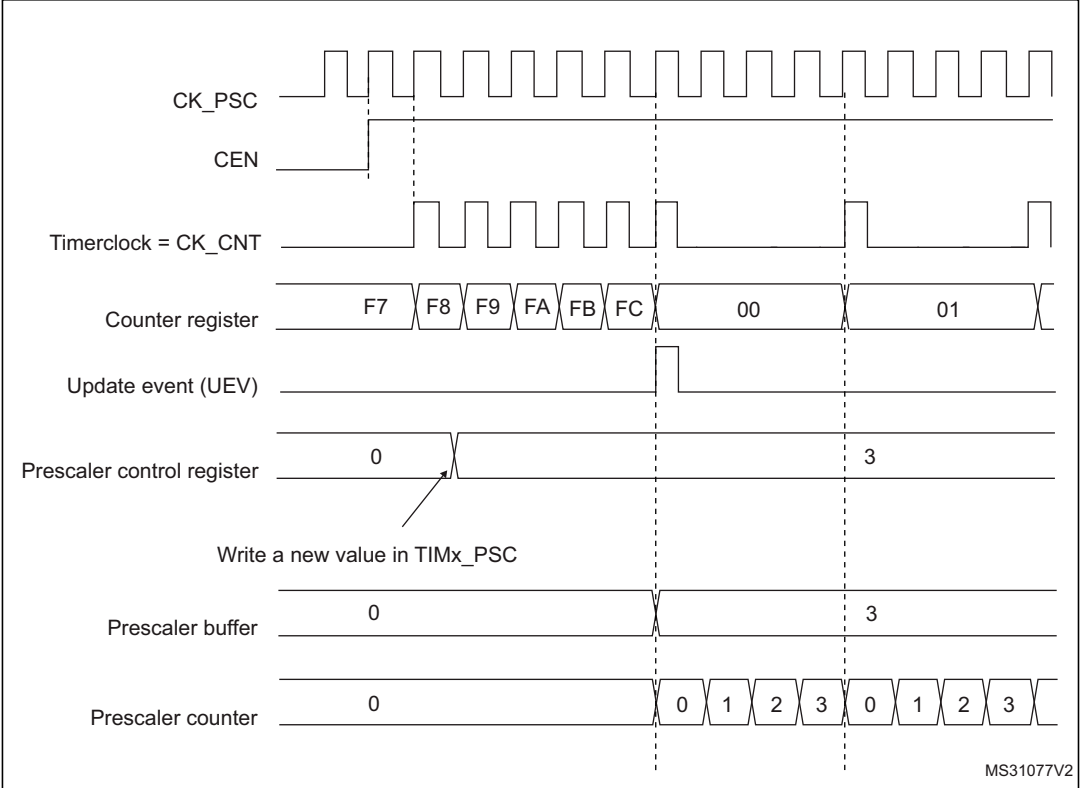 CK_PSC
CEN
Timerclock = CK_CNT
Counter register F7 F8 F9 FA FB FC 00 01
Update event (UEV)
Prescaler control register 0 3
Write a new value in TIMx_PSC
Prescaler buffer 0 3
Prescaler counter 0 0 1 2 3 0 1 2 3
MS31077V2